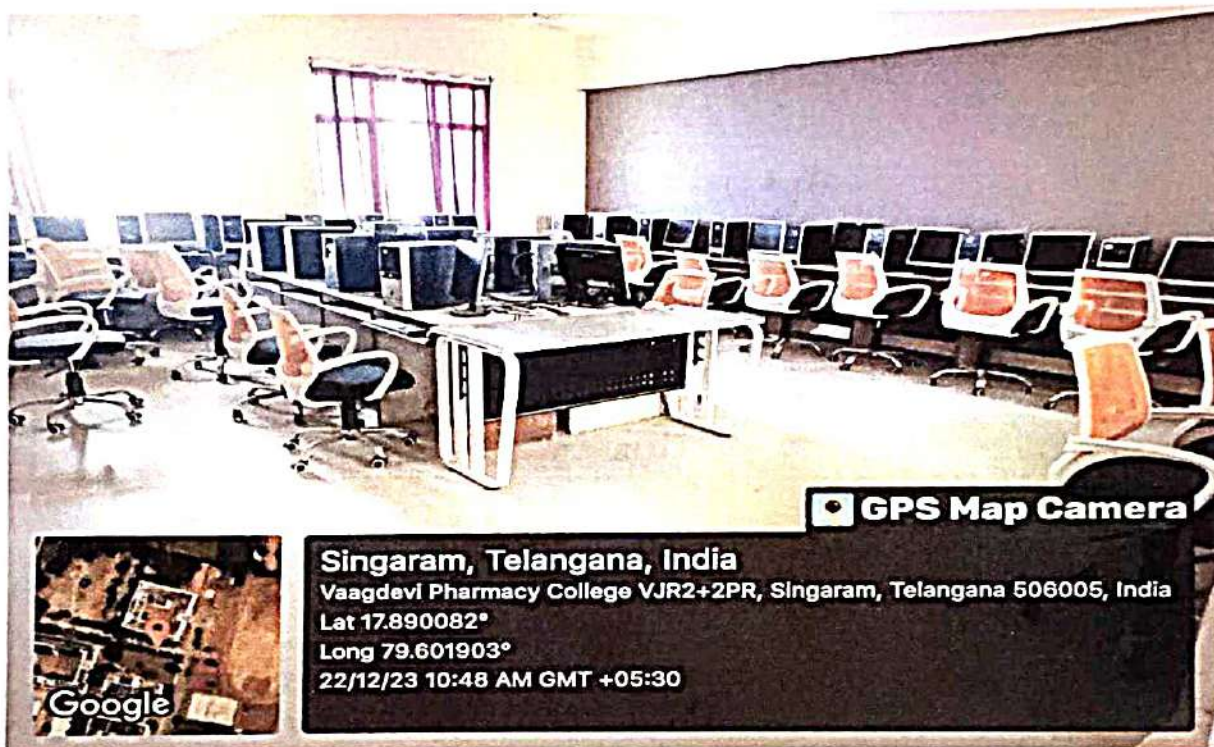 GPS Map Camera
Singaram, Telangana, India
Vaagdevi Pharmacy College VJR2+2PR, Singaram, Telangana 506005, India
Lat 17.890082°
Long 79.601903°
22/12/23 10:48 AM GMT +05:30
Google